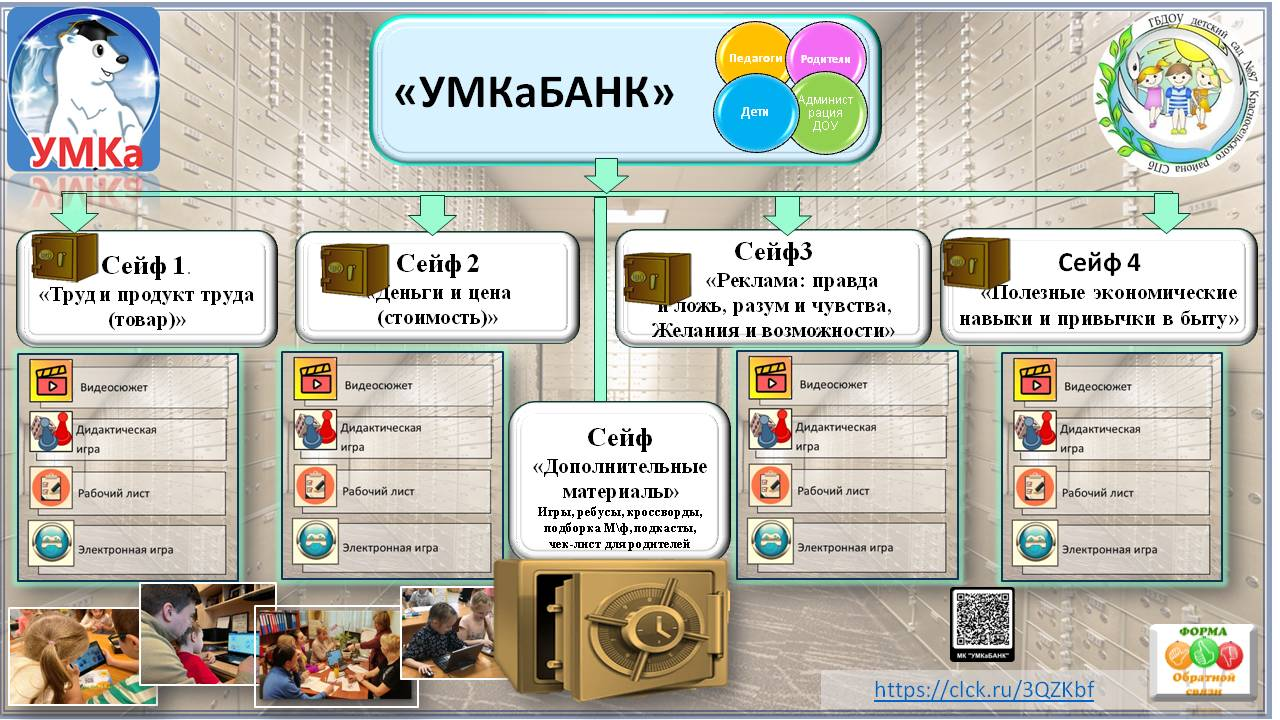 УМКа
«УМКаБАНК»
Педагоги
Родители
Дети
Админист
рация
ДОУ
ГБДОУ детский сад №87 Красносельского района СПб
Сейф 1.
«Труд и продукт труда
(товар)»
Сейф 2
«Деньги и цена
(стоимость)»
Сейф3
«Реклама: правда
и ложь, разум и чувства,
Желания и возможности»
Сейф 4
«Полезные экономические
навыки и привычки в быту»
Видеосюжет
Дидактическая
игра
Рабочий лист
Электронная игра
Видеосюжет
Дидактическая
игра
Рабочий лист
Электронная игра
Сейф
«Дополнительные
материалы»
Игры, ребусы, кроссворды,
подборка М\ф, подкасты,
чек-лист для родителей
Видеосюжет
Дидактическая
игра
Рабочий лист
Электронная игра
Видеосюжет
Дидактическая
игра
Рабочий лист
Электронная игра
МК "УМКаБАНК"
https://clck.ru/3QZKbf
ФОРМА
Обратной
связи